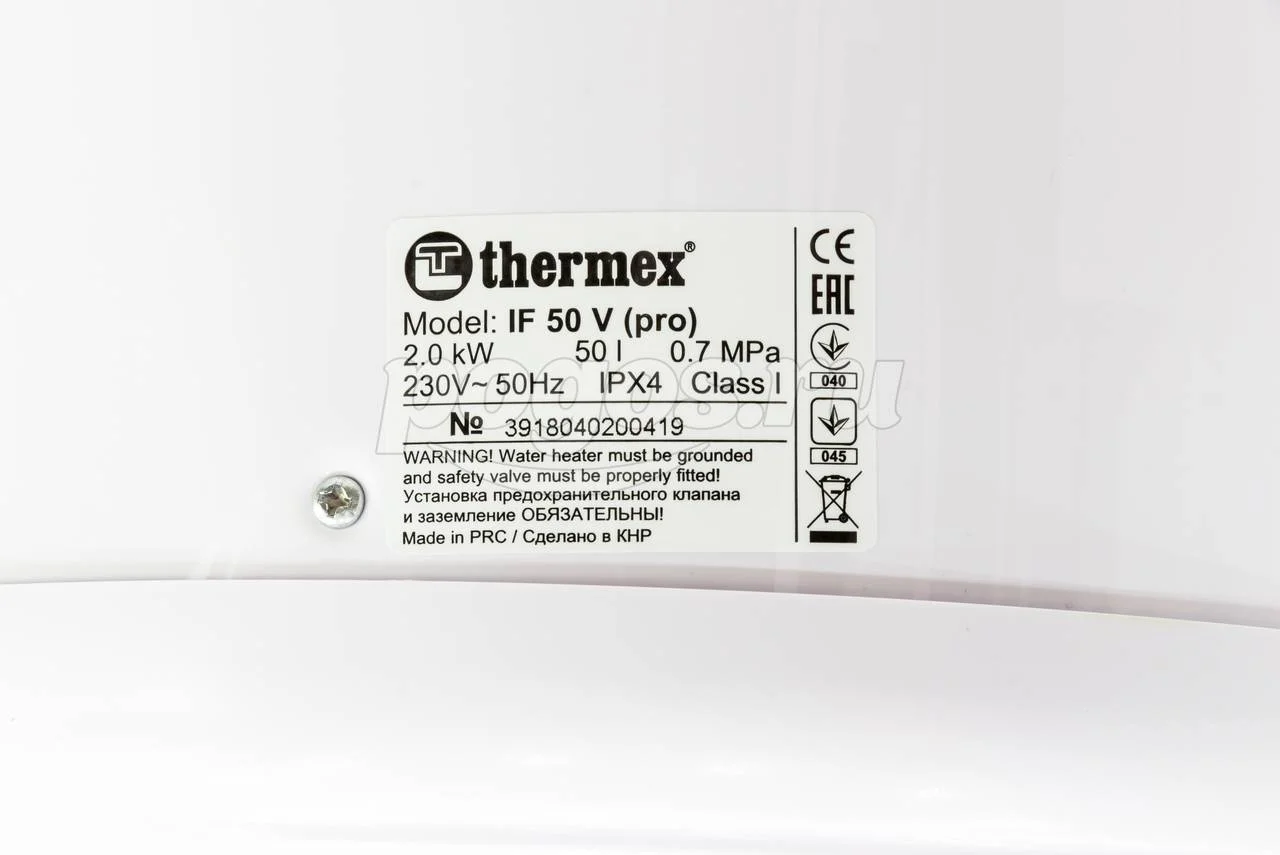 thermex®
Model: IF 50 V (pro)
2.0 kW 50 l 0.7 MPa
230V~ 50Hz IPX4 Class I
№ 3918040200419
WARNING! Water heater must be grounded
and safety valve must be properly fitted!
Установка предохранительного клапана
и заземление ОБЯЗАТЕЛЬНЫ!
Made in PRC / Сделано в КНР
CE
EAC
040
045
pogos.ru